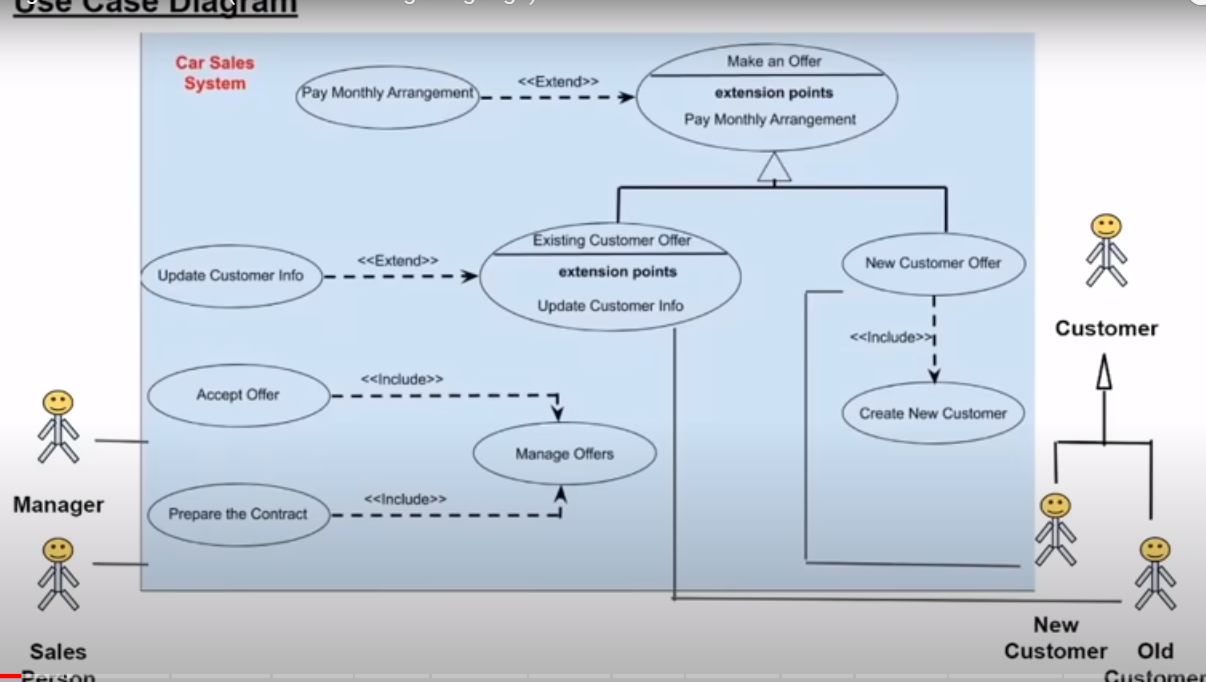 Use Case Diagram
Car Sales
System
Pay Monthly Arrangement
<<Extend>>
Make an Offer
extension points
Pay Monthly Arrangement
Update Customer Info
<<Extend>>
Existing Customer Offer
extension points
Update Customer Info
New Customer Offer
<<Include>>
Create New Customer
Customer
Accept Offer
<<Include>>
Manage Offers
Prepare the Contract
<<Include>>
Manager
Sales
Person
New
Customer
Old
Customer